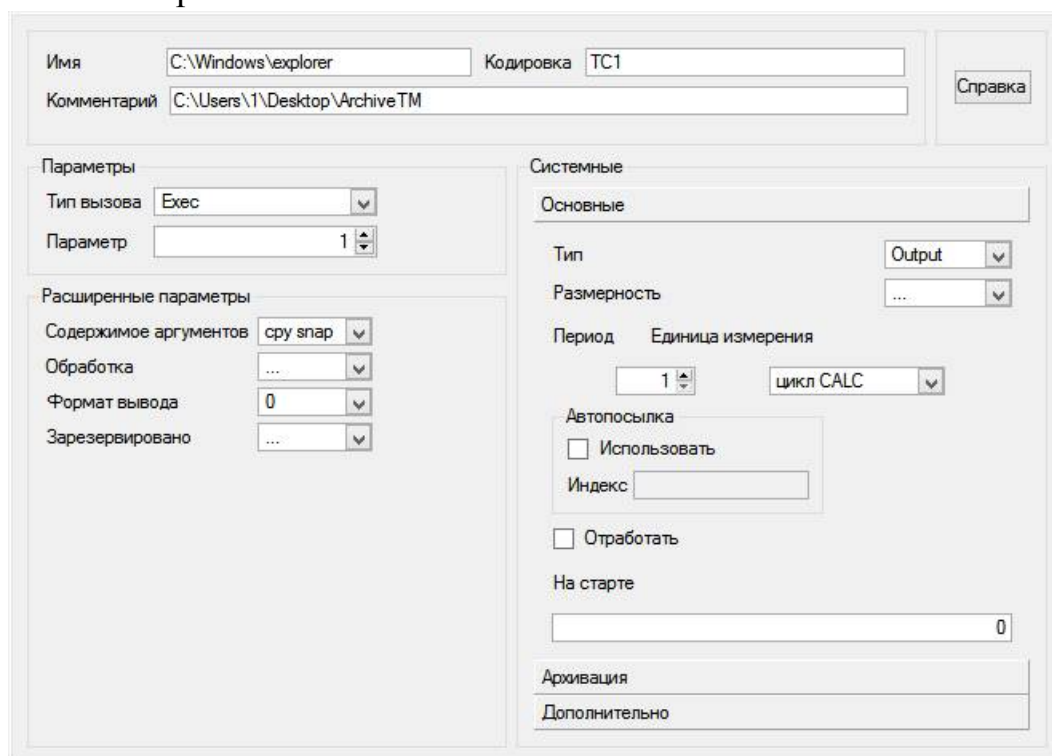 Имя C:\Windows\explorer Кодировка TC1
Комментарий C:\Users\1\Desktop\ArchiveTM
Справка
Параметры
Тип вызова Exec
Параметр 1
Расширенные параметры
Содержимое аргументов cpy snap
Обработка ...
Формат вывода 0
Зарезервировано ...
Системные
Основные
Тип Output
Размерность ...
Период Единица измерения
1 цикл CALC
Автопосылка
Использовать
Индекс
Отработать
На старте
0
Архивация
Дополнительно